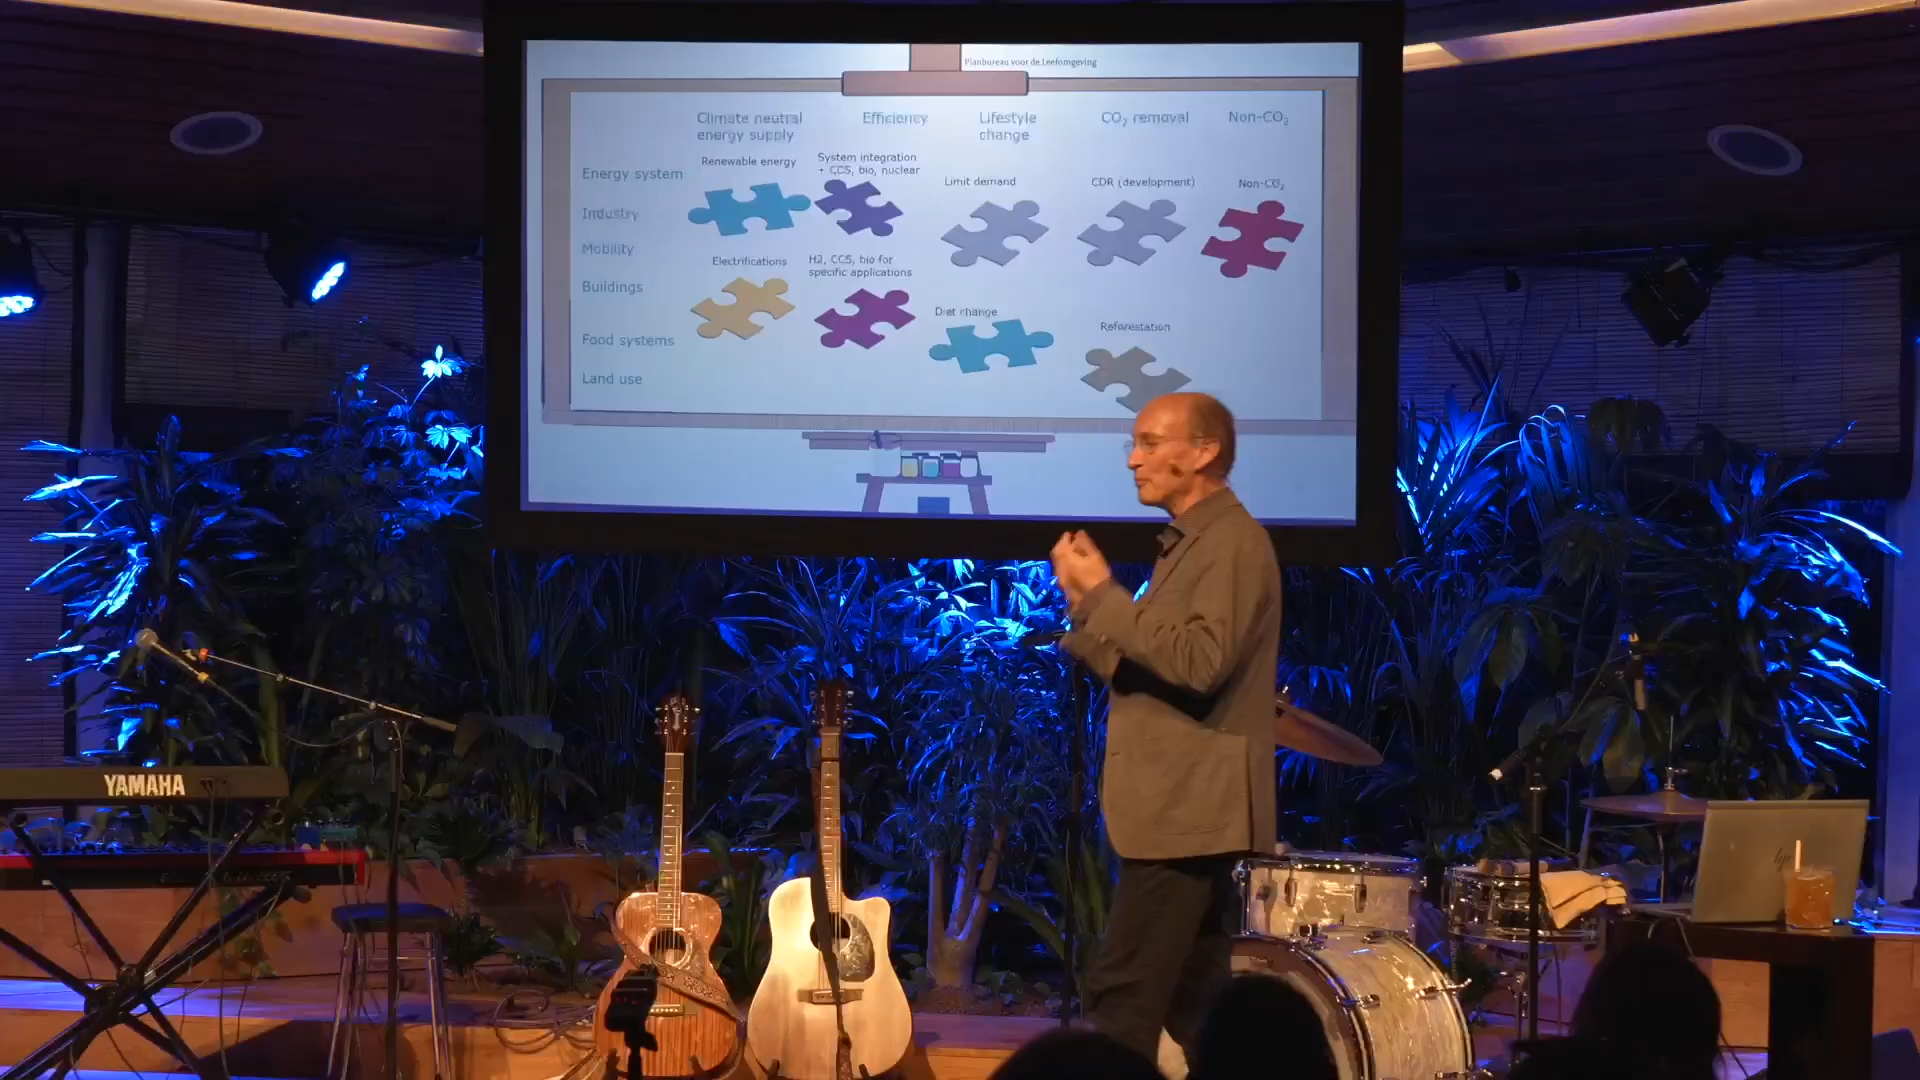 Planbureau voor de Leefomgeving
Climate neutral
energy supply
Efficiency
Lifestyle
change
CO₂ removal
Non-CO₂
Energy system
Industry
Mobility
Buildings
Food systems
Land use
Renewable energy
System integration
+ CCS, bio, nuclear
Limit demand
CDR (development)
Non-CO₂
Electrifications
H2, CCS, bio for
specific applications
Diet change
Reforestation
YAMAHA
hp